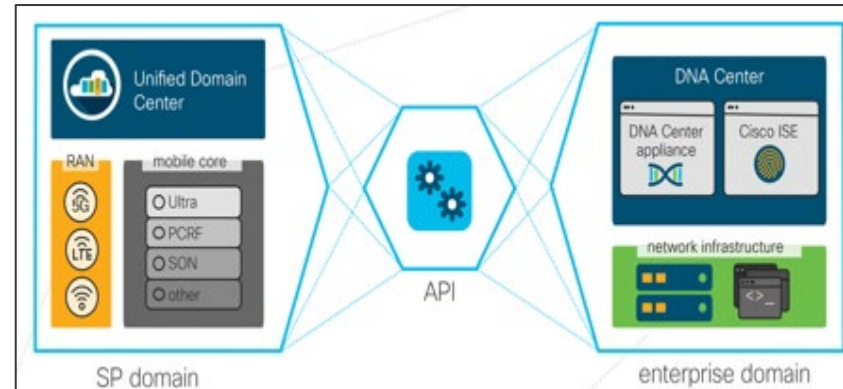 Unified Domain
Center
RAN
5G
LTE
mobile core
Ultra
PCRF
SON
other
SP domain
API
DNA Center
DNA Center
appliance
Cisco ISE
network infrastructure
<_>
enterprise domain